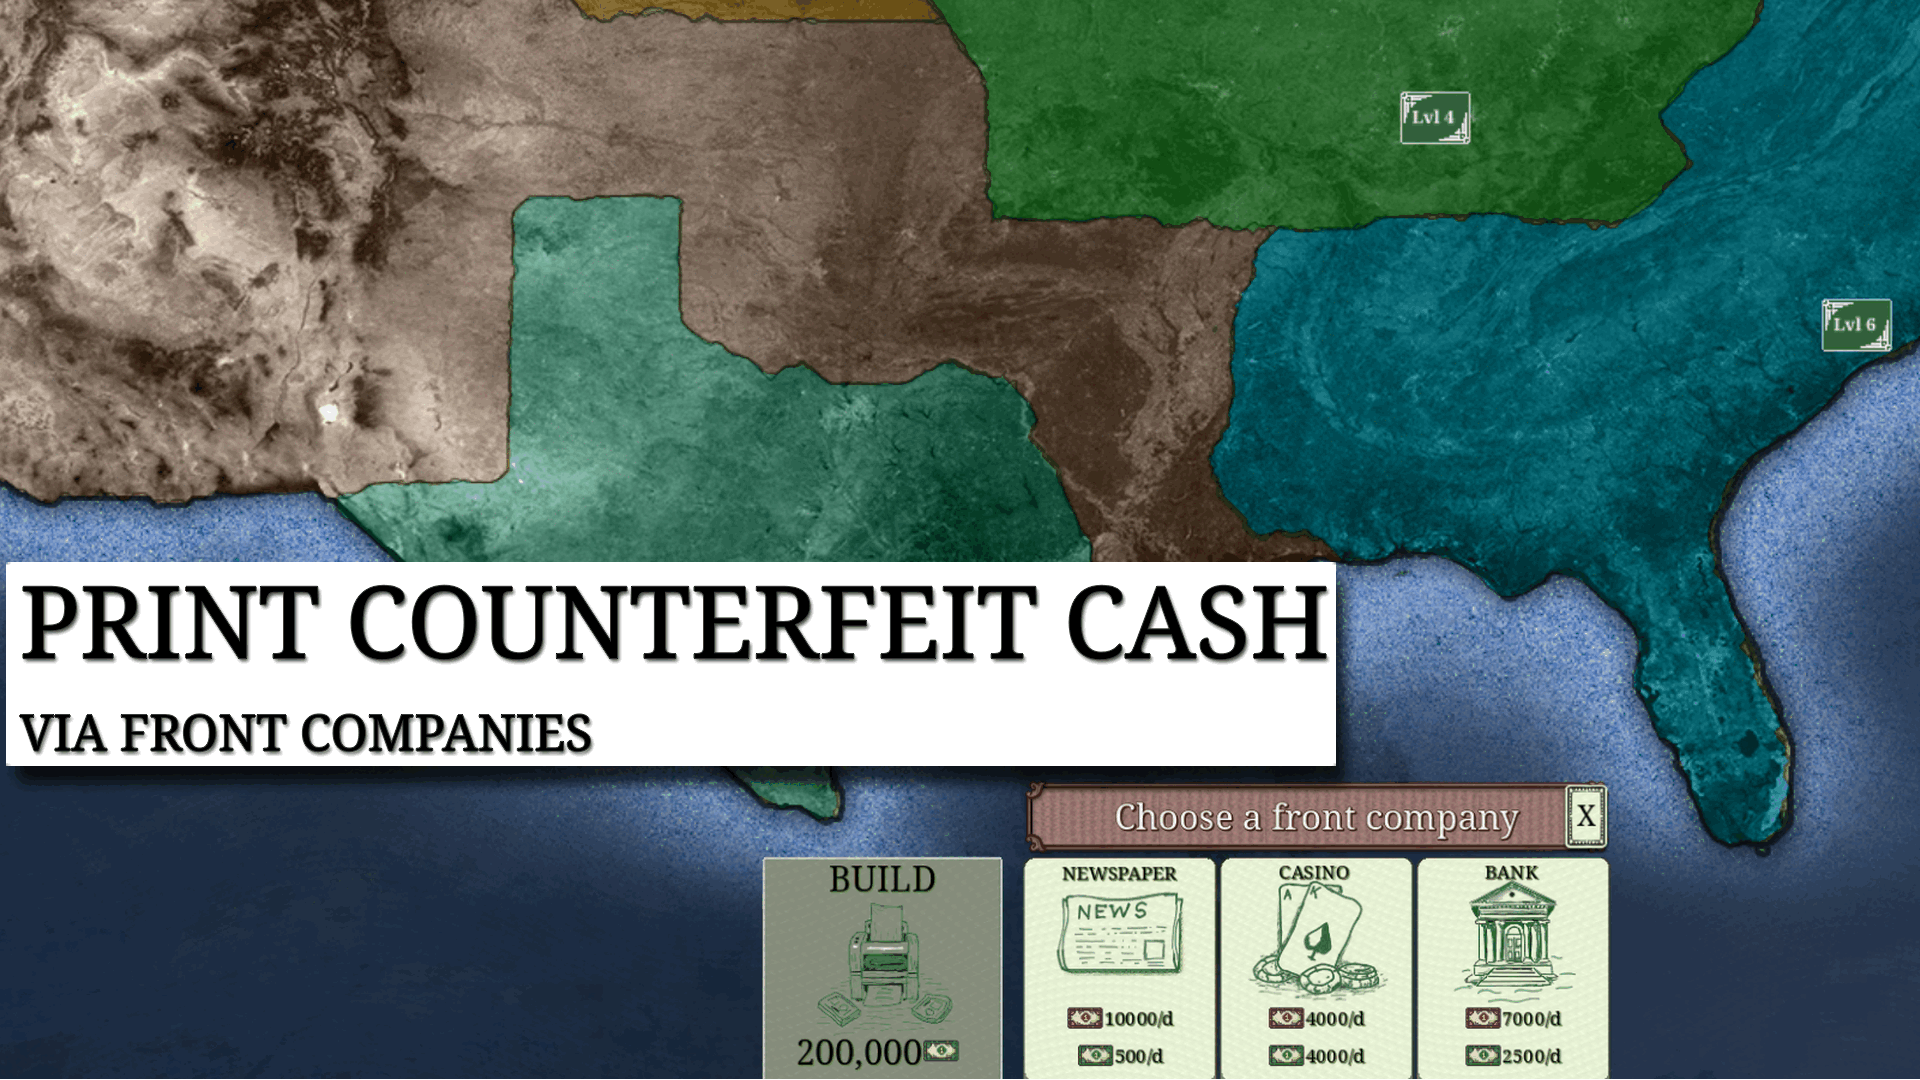 Lvl 4
Lvl 6
PRINT COUNTERFEIT CASH
VIA FRONT COMPANIES
Choose a front company
X
BUILD
200,000
NEWSPAPER
NEWS
10000/d
500/d
CASINO
A
K
4000/d
4000/d
BANK
7000/d
2500/d